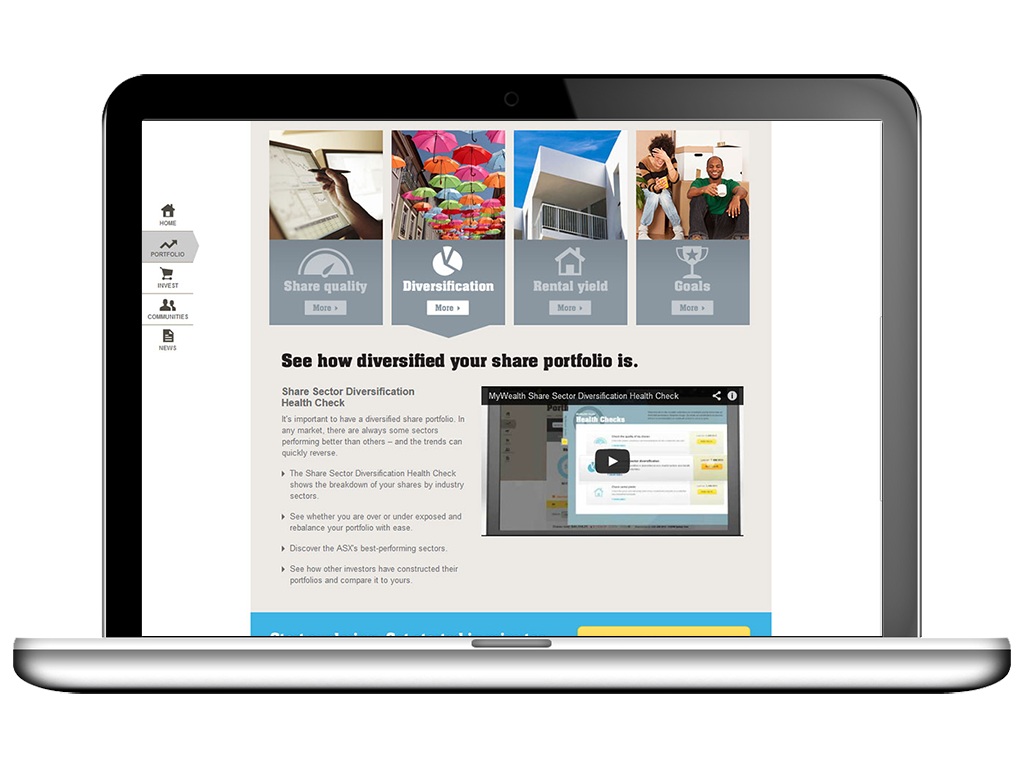 HOME
PORTFOLIO
INVEST
COMMUNITIES
NEWS
Share quality
More
Diversification
More
Rental yield
More
Goals
More
See how diversified your share portfolio is.
Share Sector Diversification
Health Check
It's important to have a diversified share portfolio. In
any market, there are always some sectors
performing better than others – and the trends can
quickly reverse.
The Share Sector Diversification Health Check
shows the breakdown of your shares by industry
sectors.
See whether you are over or under exposed and
rebalance your portfolio with ease.
Discover the ASX's best-performing sectors.
See how other investors have constructed their
portfolios and compare it to yours.
MyWealth Share Sector Diversification Health Check
Health Checks